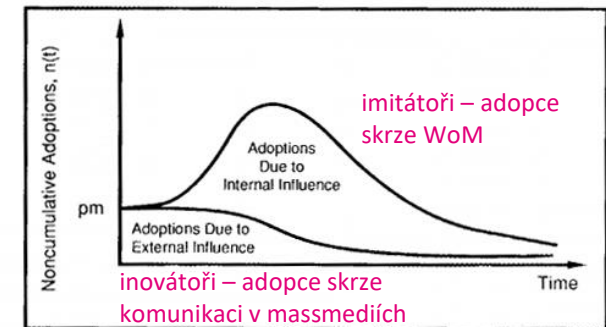 Noncumulative Adoptions, n(t)
imitátoři – adopce
skrze WoM
Adoptions
Due to
Internal Influence
pm
Adoptions Due to
External Influence
Time
inovátoři – adopce skrze
komunikaci v massmediích